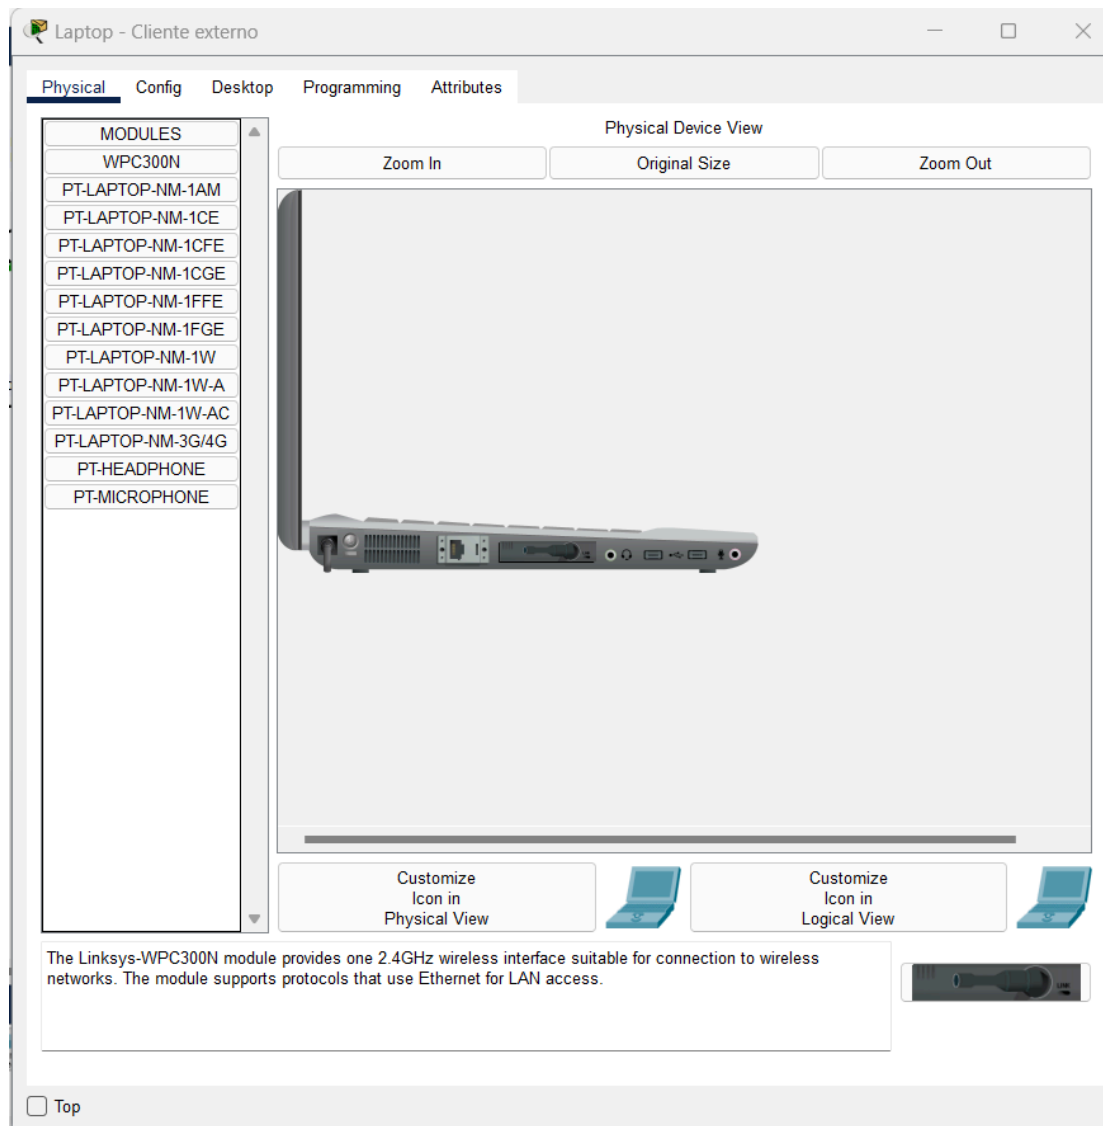 Laptop - Cliente externo
Physical Config Desktop Programming Attributes
MODULES
WPC300N
PT-LAPTOP-NM-1AM
PT-LAPTOP-NM-1CE
PT-LAPTOP-NM-1CFE
PT-LAPTOP-NM-1CGE
PT-LAPTOP-NM-1FFE
PT-LAPTOP-NM-1FGE
PT-LAPTOP-NM-1W
PT-LAPTOP-NM-1W-A
PT-LAPTOP-NM-1W-AC
PT-LAPTOP-NM-3G/4G
PT-HEADPHONE
PT-MICROPHONE
Physical Device View
Zoom In Original Size Zoom Out
Customize
Icon in
Physical View
Customize
Icon in
Logical View
The Linksys-WPC300N module provides one 2.4GHz wireless interface suitable for connection to wireless
networks. The module supports protocols that use Ethernet for LAN access.
LINK
Top